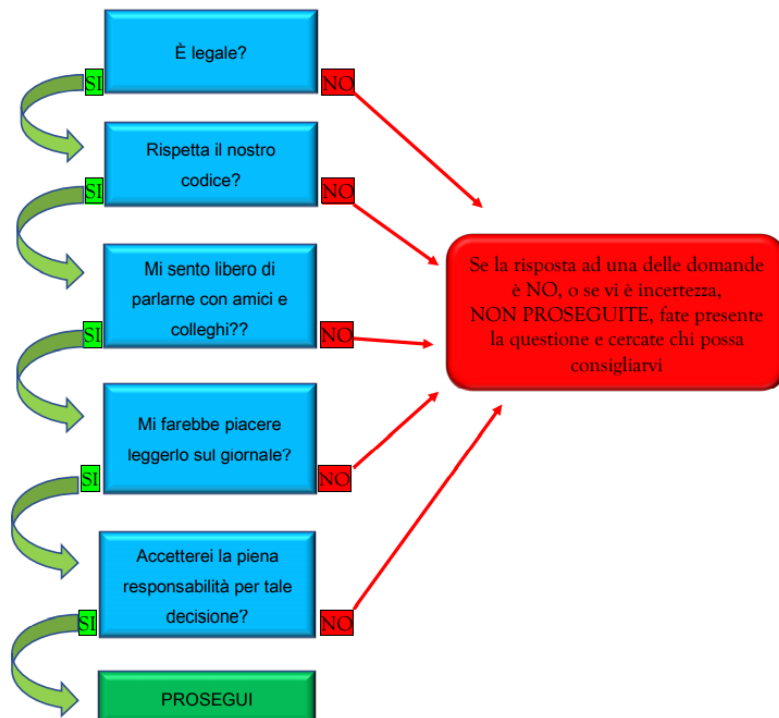 È legale?
SI
NO
Rispetta il nostro
codice?
SI
NO
Mi sento libero di
parlarne con amici e
colleghi??
SI
NO
Se la risposta ad una delle domande
è NO, o se vi è incertezza,
NON PROSEGUITE, fate presente
la questione e cercate chi possa
consigliarvi
Mi farebbe piacere
leggerlo sul giornale?
SI
NO
Accetterei la piena
responsabilità per tale
decisione?
SI
NO
PROSEGUI